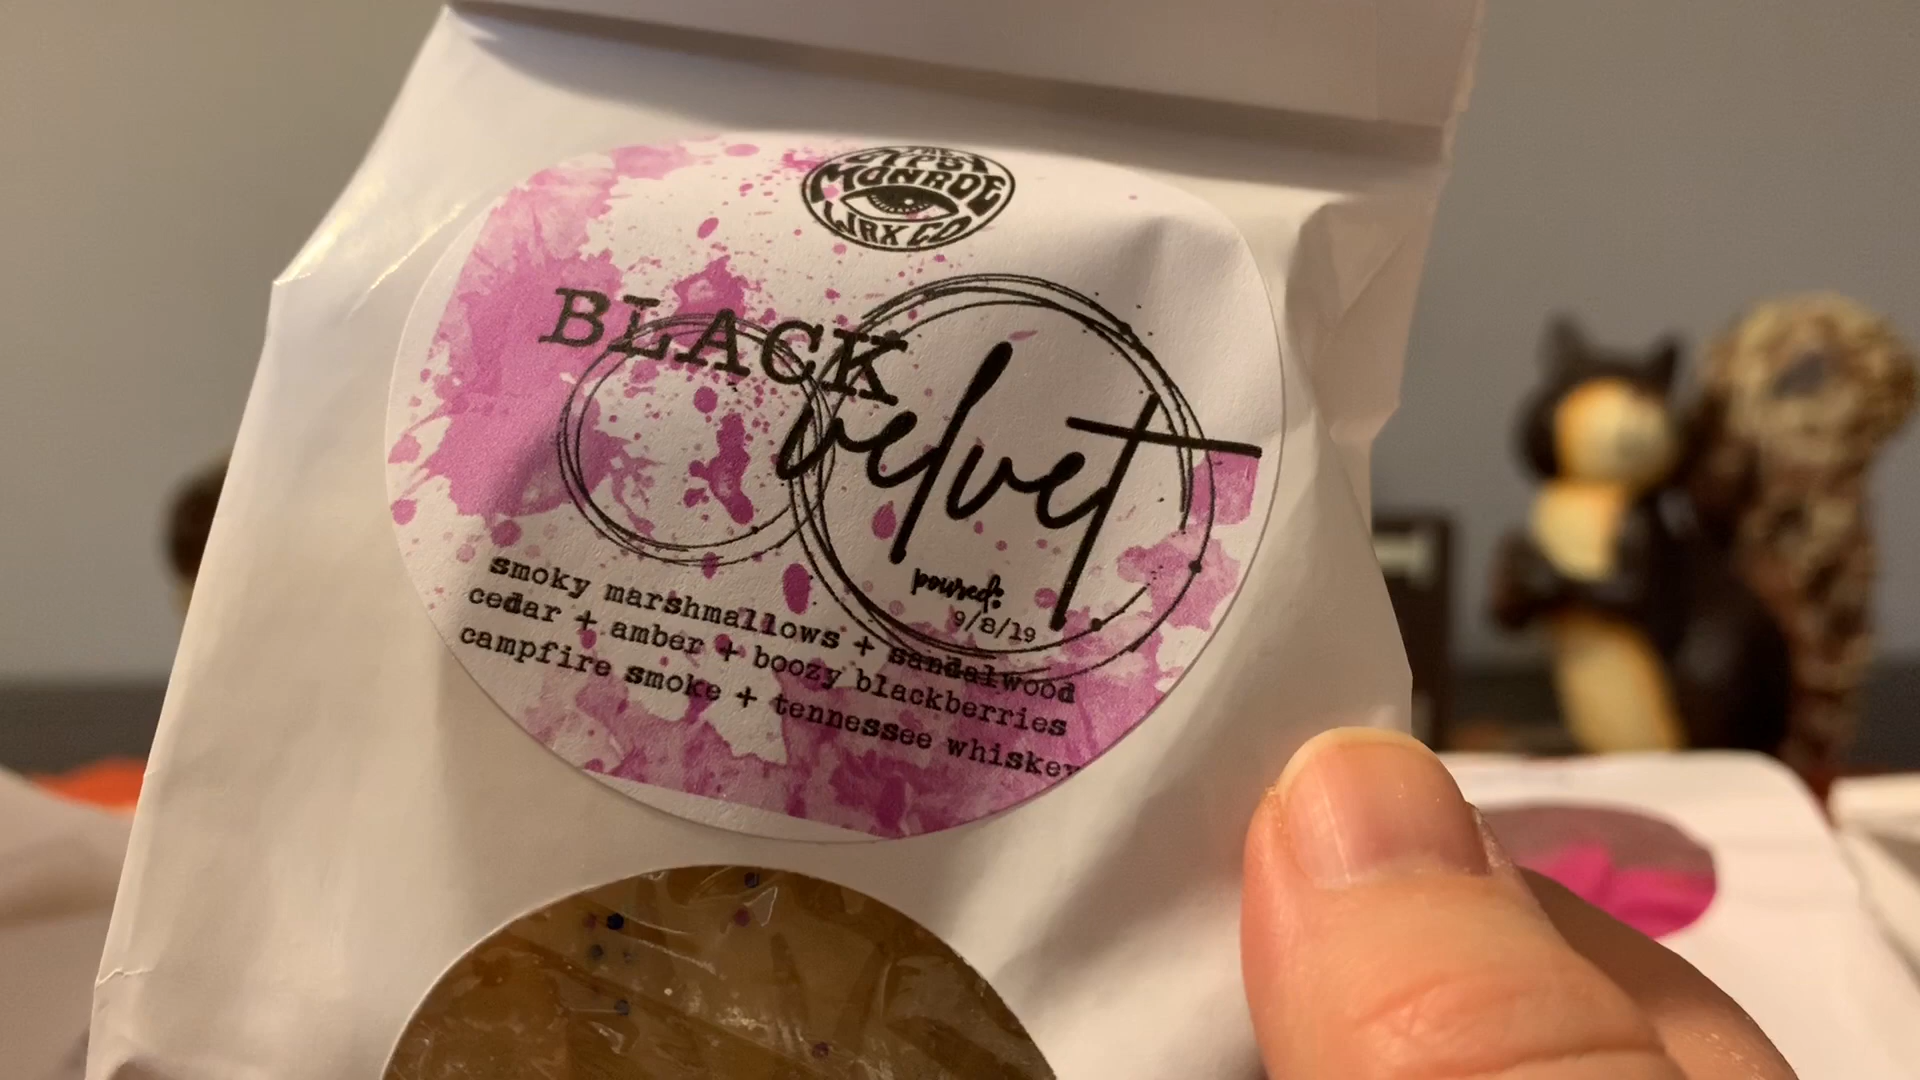 THE
GYPSY
MONROE
WAX CO
BLACK
velvet
poured:
9/8/19
smoky marshmallows + sandalwood
cedar + amber + boozy blackberries
campfire smoke + tennessee whiskey